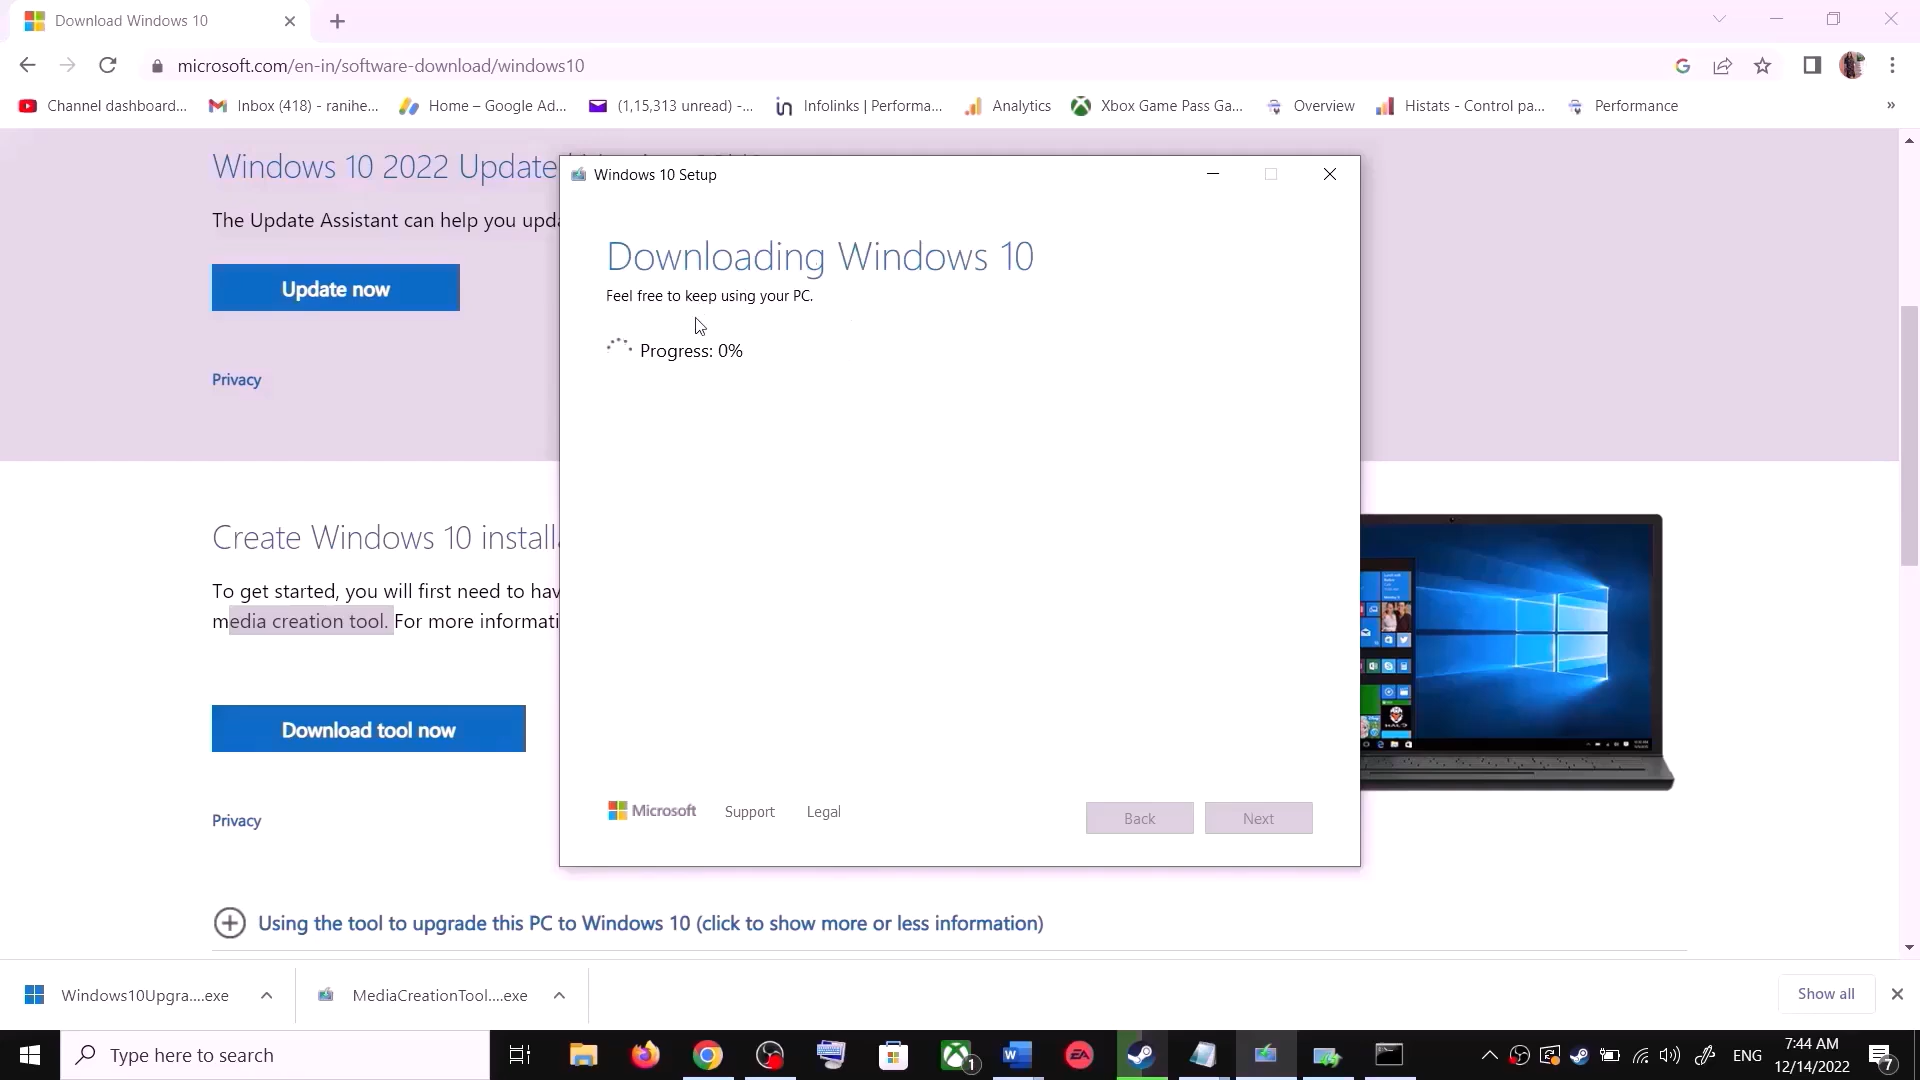 Download Windows 10
microsoft.com/en-in/software-download/windows10
Channel dashboard...
Inbox (418) - ranihe...
Home – Google Ad...
(1,15,313 unread) -...
Infolinks | Performa...
Analytics
Xbox Game Pass Ga...
Overview
Histats - Control pa...
Performance
»
Windows 10 2022 Update
The Update Assistant can help you upda
Update now
Privacy
Windows 10 Setup
Downloading Windows 10
Feel free to keep using your PC.
Progress: 0%
Microsoft
Support
Legal
Back
Next
Create Windows 10 install
To get started, you will first need to hav
media creation tool. For more informati
Download tool now
Privacy
Using the tool to upgrade this PC to Windows 10 (click to show more or less information)
Windows10Upgra....exe
MediaCreationTool....exe
Show all
Type here to search
1
ENG
7:44 AM
12/14/2022
7